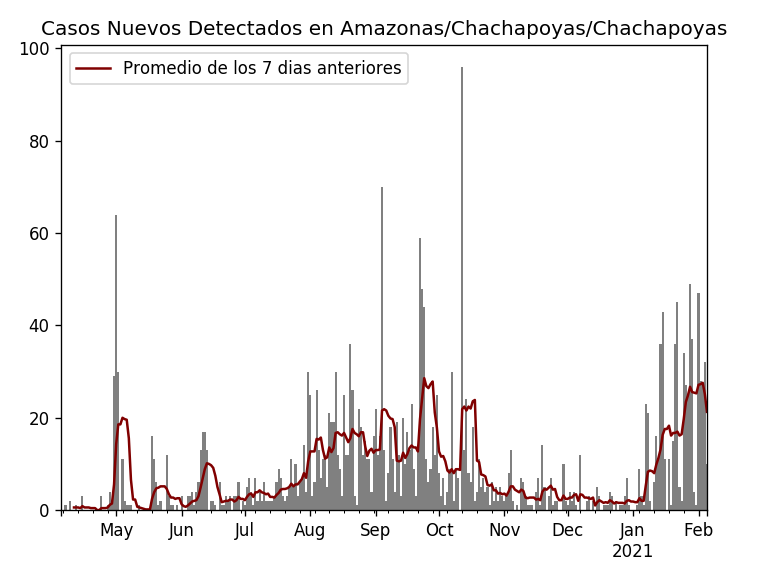 Casos Nuevos Detectados en Amazonas/Chachapoyas/Chachapoyas
Promedio de los 7 dias anteriores
100
80
60
40
20
0
May Jun Jul Aug Sep Oct Nov Dec Jan Feb
2021